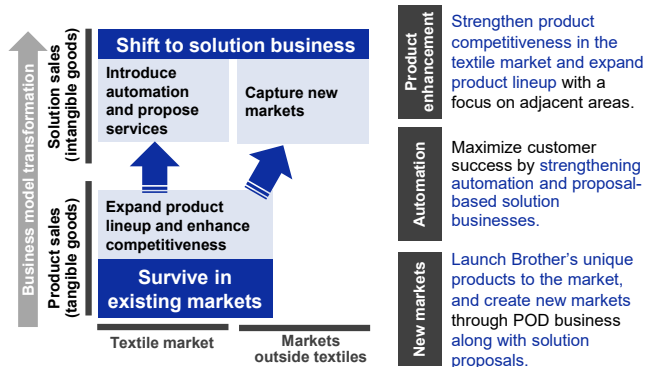 Business model transformation
Solution sales
(intangible goods)
Product sales
(tangible goods)
Shift to solution business
Introduce
automation
and propose
services
Capture new
markets
Expand product
lineup and enhance
competitiveness
Survive in
existing markets
Textile market
Markets
outside textiles
Product
enhancement
Strengthen product
competitiveness in the
textile market and expand
product lineup with a
focus on adjacent areas.
Automation
Maximize customer
success by strengthening
automation and proposal-
based solution
businesses.
New markets
Launch Brother’s unique
products to the market,
and create new markets
through POD business
along with solution
proposals.